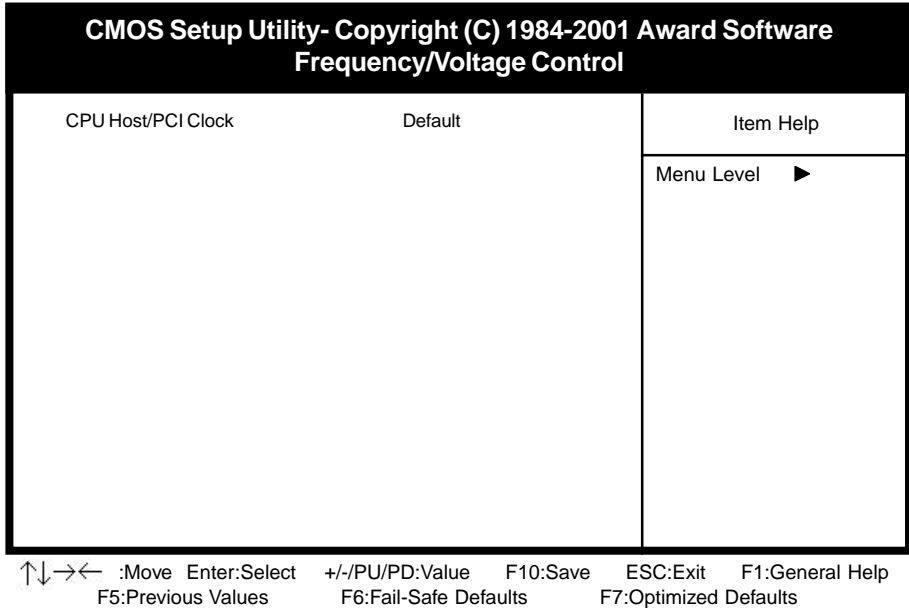 CMOS Setup Utility- Copyright (C) 1984-2001 Award Software
Frequency/Voltage Control
CPU Host/PCI Clock Default
Item Help
Menu Level ▶
↑↓→← :Move Enter:Select +/-/PU/PD:Value F10:Save ESC:Exit F1:General Help
F5:Previous Values F6:Fail-Safe Defaults F7:Optimized Defaults